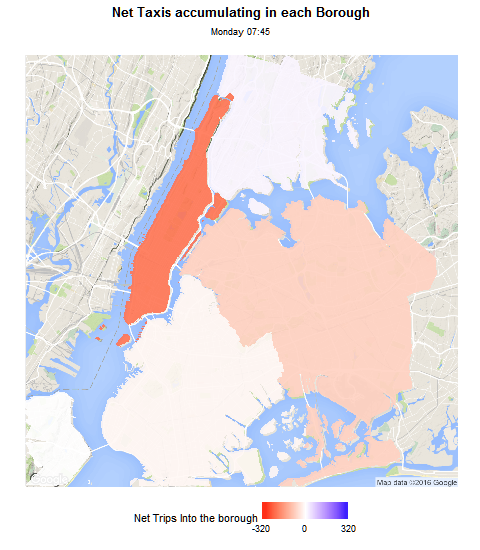 Net Taxis accumulating in each Borough
Monday 07:45
Map data ©2016 Google
Net Trips Into the borough
-320 0 320